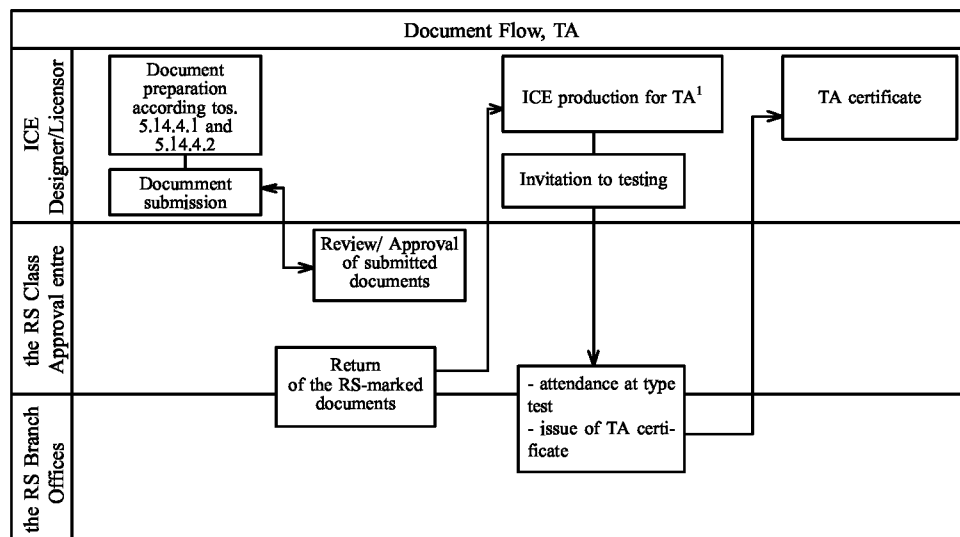 Document Flow, TA
ICE
Designer/Licensor
Document
preparation
according tos.
5.14.4.1 and
5.14.4.2
Documment
submission
ICE production for TA¹
Invitation to testing
TA certificate
the RS Class
Approval entre
Review/ Approval
of submitted
documents
Return
of the RS-marked
documents
- attendance at type
test
- issue of TA certi-
ficate
the RS Branch
Offices